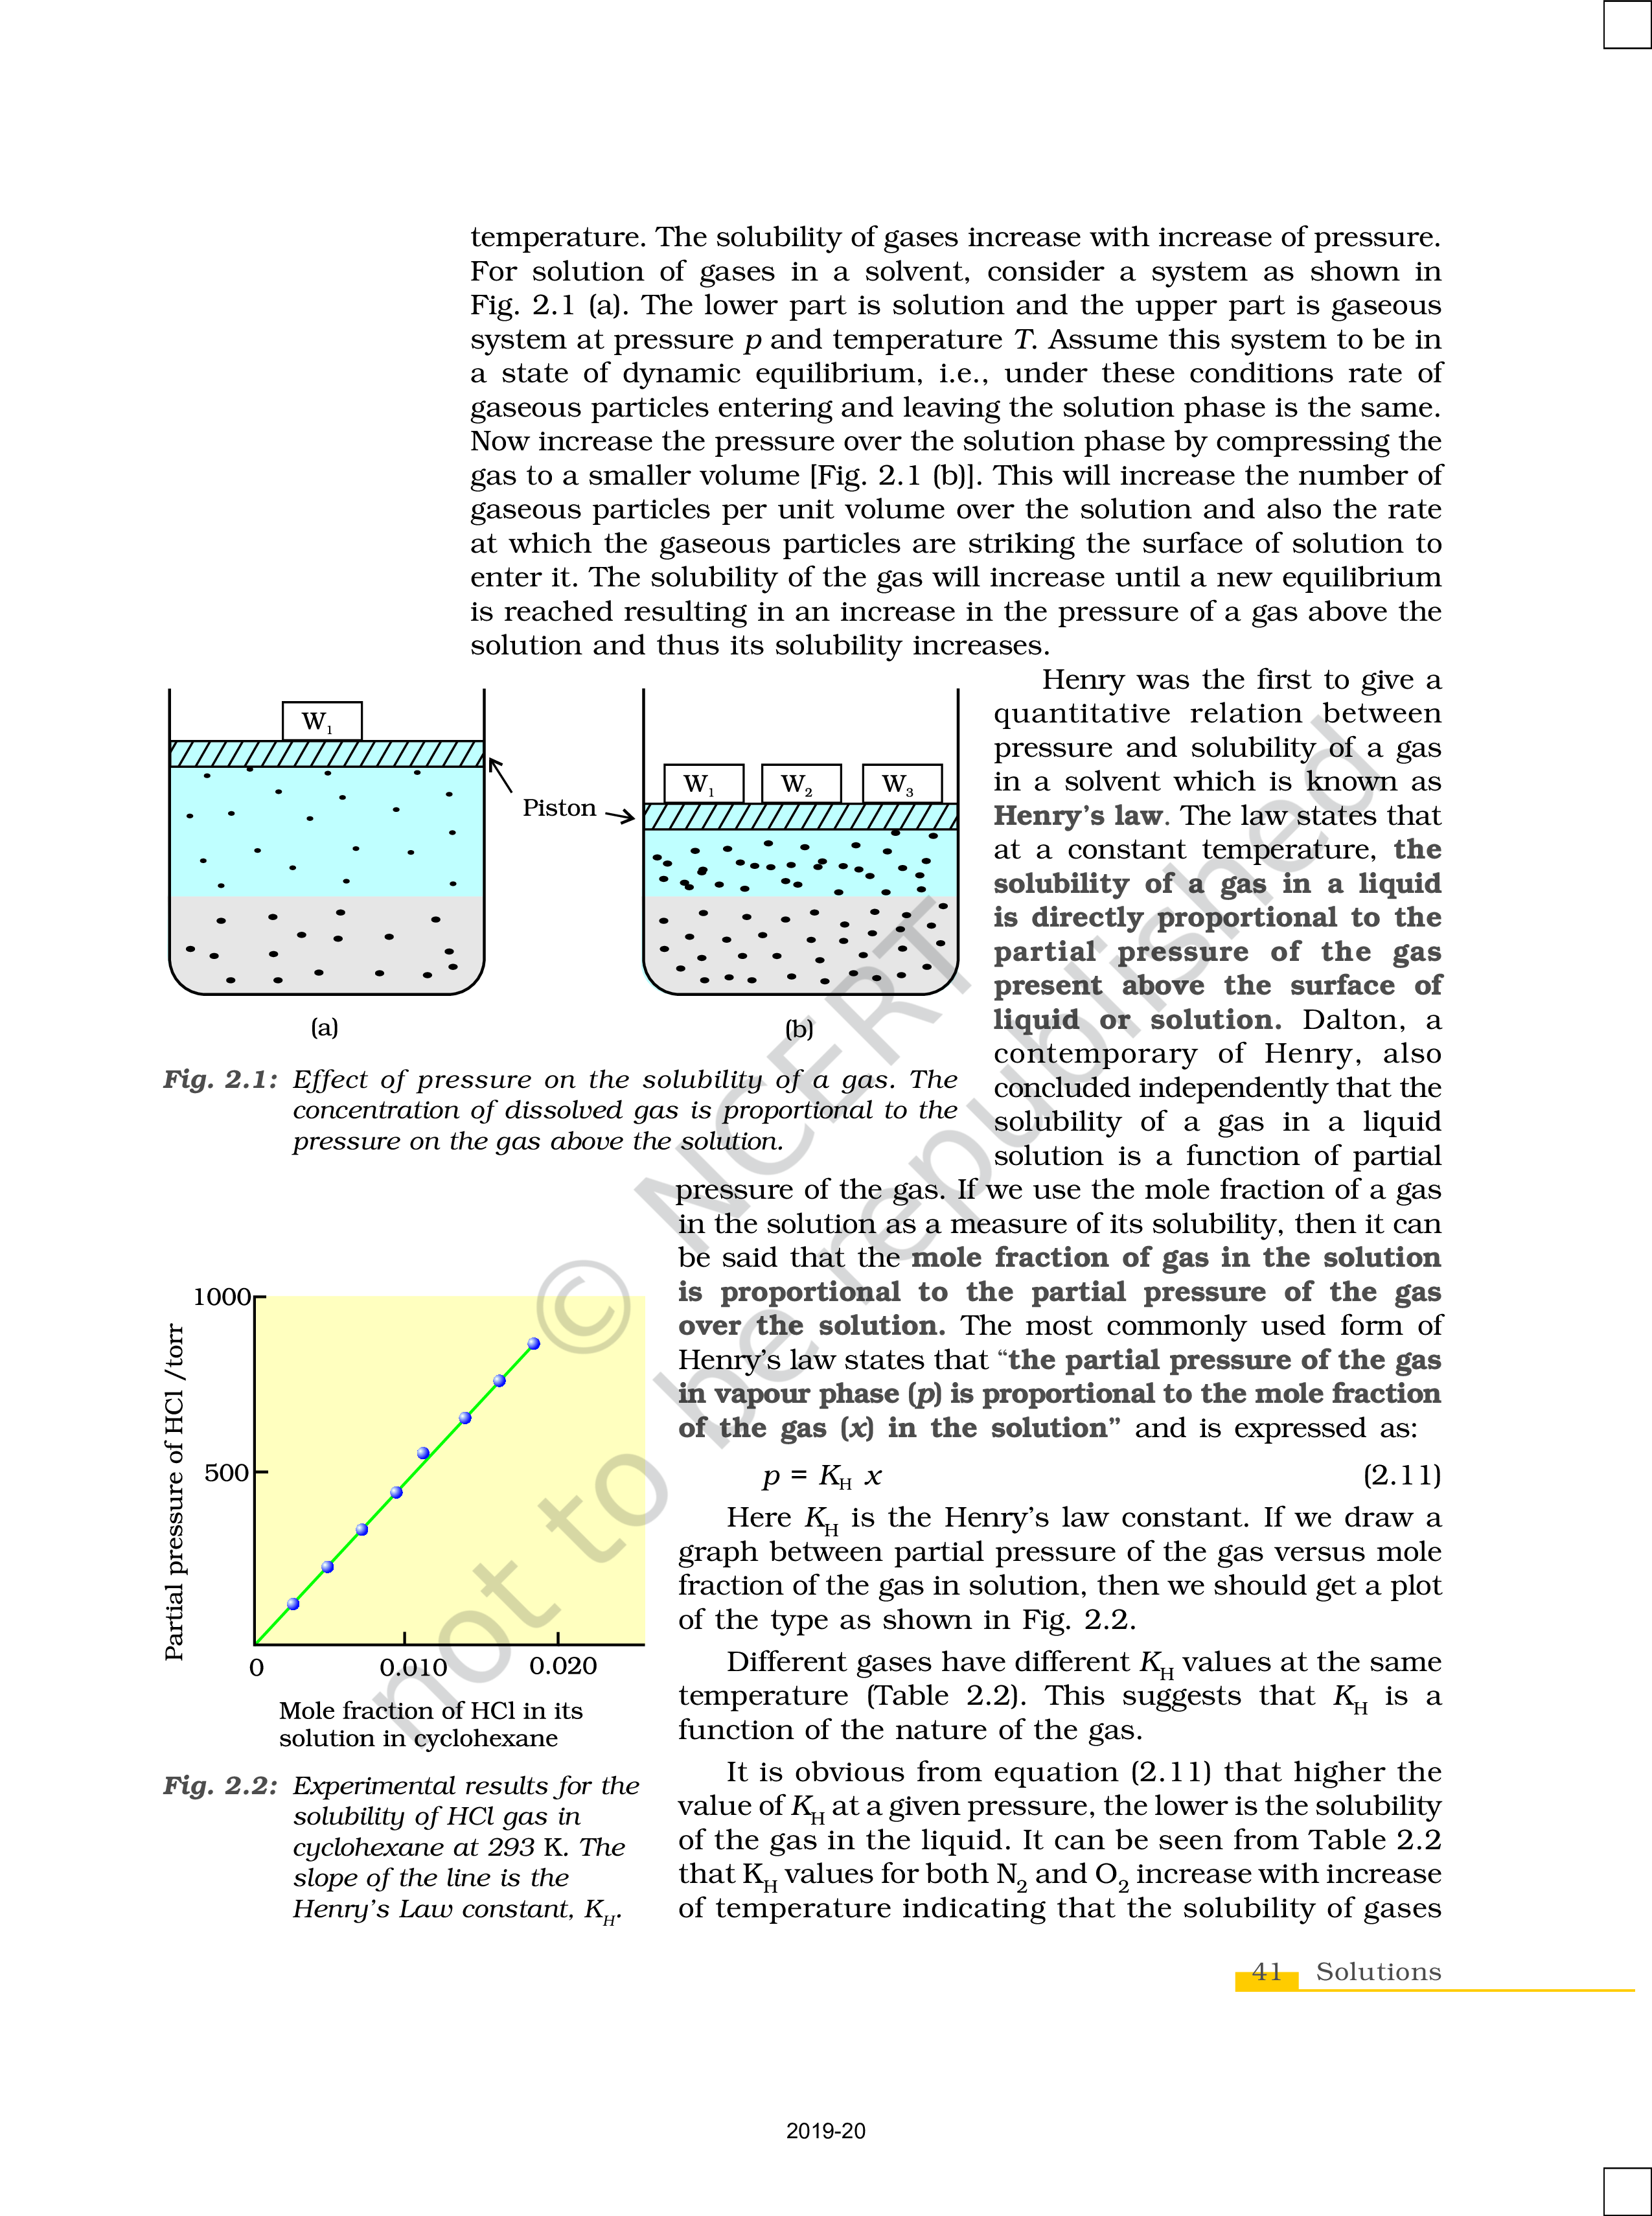 temperature. The solubility of gases increase with increase of pressure.
For solution of gases in a solvent, consider a system as shown in
Fig. 2.1 (a). The lower part is solution and the upper part is gaseous
system at pressure p and temperature T. Assume this system to be in
a state of dynamic equilibrium, i.e., under these conditions rate of
gaseous particles entering and leaving the solution phase is the same.
Now increase the pressure over the solution phase by compressing the
gas to a smaller volume [Fig. 2.1 (b)]. This will increase the number of
gaseous particles per unit volume over the solution and also the rate
at which the gaseous particles are striking the surface of solution to
enter it. The solubility of the gas will increase until a new equilibrium
is reached resulting in an increase in the pressure of a gas above the
solution and thus its solubility increases.
W₁
Piston
W₁ W₂ W₃
(a)
(b)
Fig. 2.1: Effect of pressure on the solubility of a gas. The
concentration of dissolved gas is proportional to the
pressure on the gas above the solution.
Henry was the first to give a
quantitative relation between
pressure and solubility of a gas
in a solvent which is known as
Henry's law. The law states that
at a constant temperature, the
solubility of a gas in a liquid
is directly proportional to the
partial pressure of the gas
present above the surface of
liquid or solution. Dalton, a
contemporary of Henry, also
concluded independently that the
solubility of a gas in a liquid
solution is a function of partial
pressure of the gas. If we use the mole fraction of a gas
in the solution as a measure of its solubility, then it can
be said that the mole fraction of gas in the solution
is proportional to the partial pressure of the gas
over the solution. The most commonly used form of
Henry's law states that “the partial pressure of the gas
in vapour phase (p) is proportional to the mole fraction
of the gas (x) in the solution” and is expressed as:
p = K_H x (2.11)
Here K_H is the Henry's law constant. If we draw a
graph between partial pressure of the gas versus mole
fraction of the gas in solution, then we should get a plot
of the type as shown in Fig. 2.2.
Different gases have different K_H values at the same
temperature (Table 2.2). This suggests that K_H is a
function of the nature of the gas.
It is obvious from equation (2.11) that higher the
value of K_H at a given pressure, the lower is the solubility
of the gas in the liquid. It can be seen from Table 2.2
that K_H values for both N₂ and O₂ increase with increase
of temperature indicating that the solubility of gases
1000
500
Partial pressure of HCl /torr
0 0.010 0.020
Mole fraction of HCl in its
solution in cyclohexane
Fig. 2.2: Experimental results for the
solubility of HCl gas in
cyclohexane at 293 K. The
slope of the line is the
Henry's Law constant, K_H.
© NCERT
not to be republished
41 Solutions
2019-20